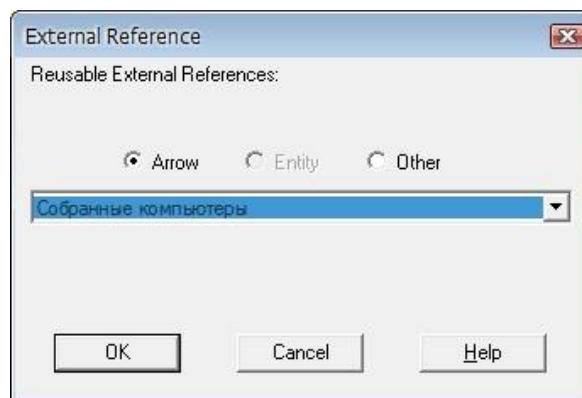 External Reference
Reusable External References:
Arrow Entity Other
Собранные компьютеры
OK Cancel Help